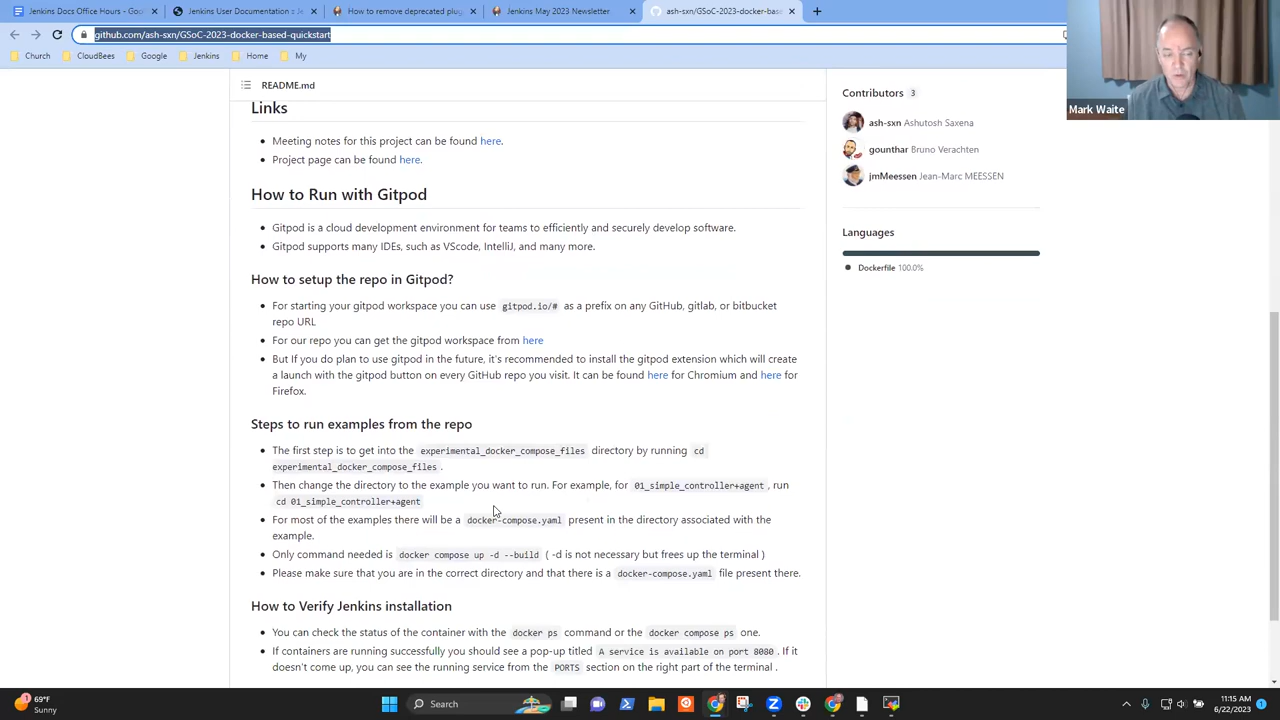 Jenkins Docs Office Hours - Goo
Jenkins User Documentation
How to remove deprecated plug
Jenkins May 2023 Newsletter
ash-sxn/GSoC-2023-docker-base
github.com/ash-sxn/GSoC-2023-docker-based-quickstart
Church CloudBees Google Jenkins Home My
Mark Waite
README.md
Links
Meeting notes for this project can be found here.
Project page can be found here.
How to Run with Gitpod
Gitpod is a cloud development environment for teams to efficiently and securely develop software.
Gitpod supports many IDEs, such as VScode, IntelliJ, and many more.
How to setup the repo in Gitpod?
For starting your gitpod workspace you can use gitpod.io/# as a prefix on any GitHub, gitlab, or bitbucket
repo URL
For our repo you can get the gitpod workspace from here
But If you do plan to use gitpod in the future, it's recommended to install the gitpod extension which will create
a launch with the gitpod button on every GitHub repo you visit. It can be found here for Chromium and here for
Firefox.
Steps to run examples from the repo
The first step is to get into the experimental_docker_compose_files directory by running cd
experimental_docker_compose_files.
Then change the directory to the example you want to run. For example, for 01_simple_controller+agent, run
cd 01_simple_controller+agent
For most of the examples there will be a docker-compose.yaml present in the directory associated with the
example.
Only command needed is docker compose up -d --build ( -d is not necessary but frees up the terminal )
Please make sure that you are in the correct directory and that there is a docker-compose.yaml file present there.
How to Verify Jenkins installation
You can check the status of the container with the docker ps command or the docker compose ps one.
If containers are running successfully you should see a pop-up titled A service is available on port 8080. If it
doesn't come up, you can see the running service from the PORTS section on the right part of the terminal .
Contributors 3
ash-sxn Ashutosh Saxena
gounthar Bruno Verachten
jmMeessen Jean-Marc MEESSEN
Languages
Dockerfile 100.0%
69°F
Sunny
Search
11:15 AM
6/22/2023